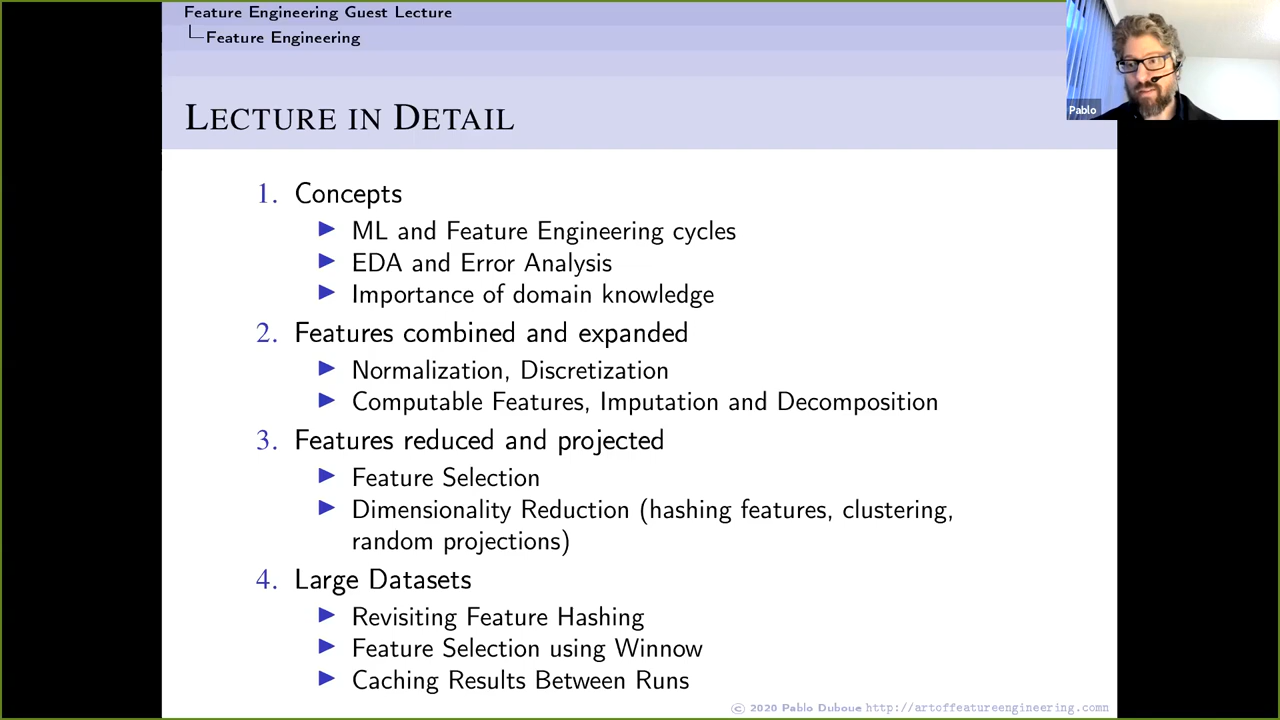 Feature Engineering Guest Lecture
Feature Engineering
Pablo
LECTURE IN DETAIL
1. Concepts
ML and Feature Engineering cycles
EDA and Error Analysis
Importance of domain knowledge
2. Features combined and expanded
Normalization, Discretization
Computable Features, Imputation and Decomposition
3. Features reduced and projected
Feature Selection
Dimensionality Reduction (hashing features, clustering,
random projections)
4. Large Datasets
Revisiting Feature Hashing
Feature Selection using Winnow
Caching Results Between Runs
© 2020 Pablo Duboue http://artoffeatureengineering.comn